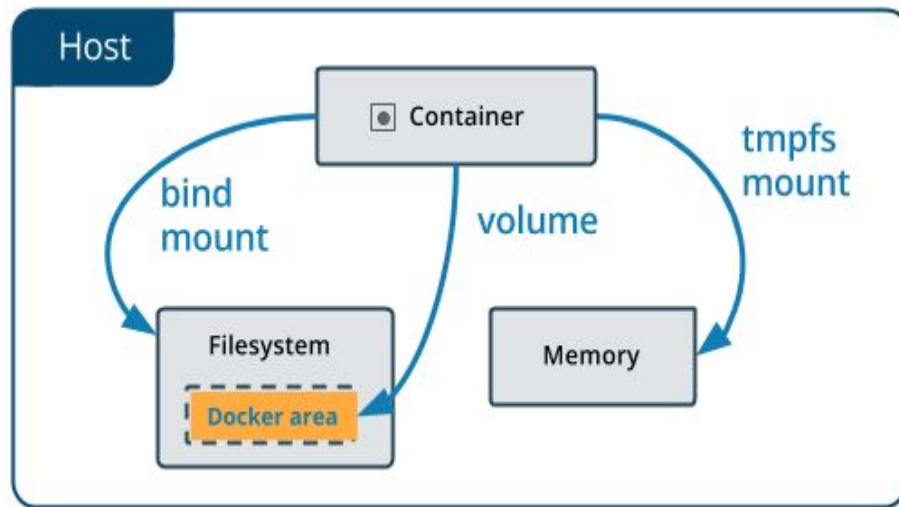 Host
Container
bind
mount
volume
tmpfs
mount
Filesystem
Docker area
Memory